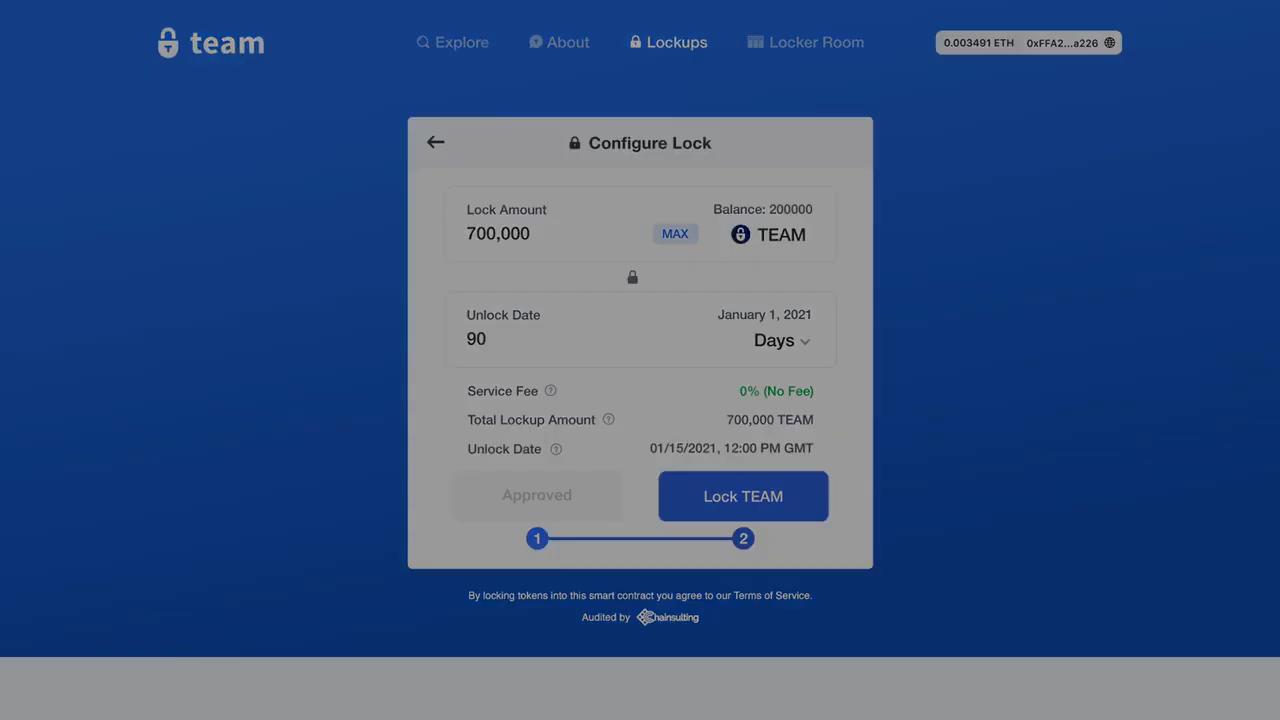 team
Explore
About
Lockups
Locker Room
0.003491 ETH 0xFFA2...a226
Configure Lock
Lock Amount
Balance: 200000
700,000
MAX
TEAM
Unlock Date
January 1, 2021
90
Days
Service Fee
0% (No Fee)
Total Lockup Amount
700,000 TEAM
Unlock Date
01/15/2021, 12:00 PM GMT
Approved
Lock TEAM
1
2
By locking tokens into this smart contract you agree to our Terms of Service.
Audited by Chainsulting